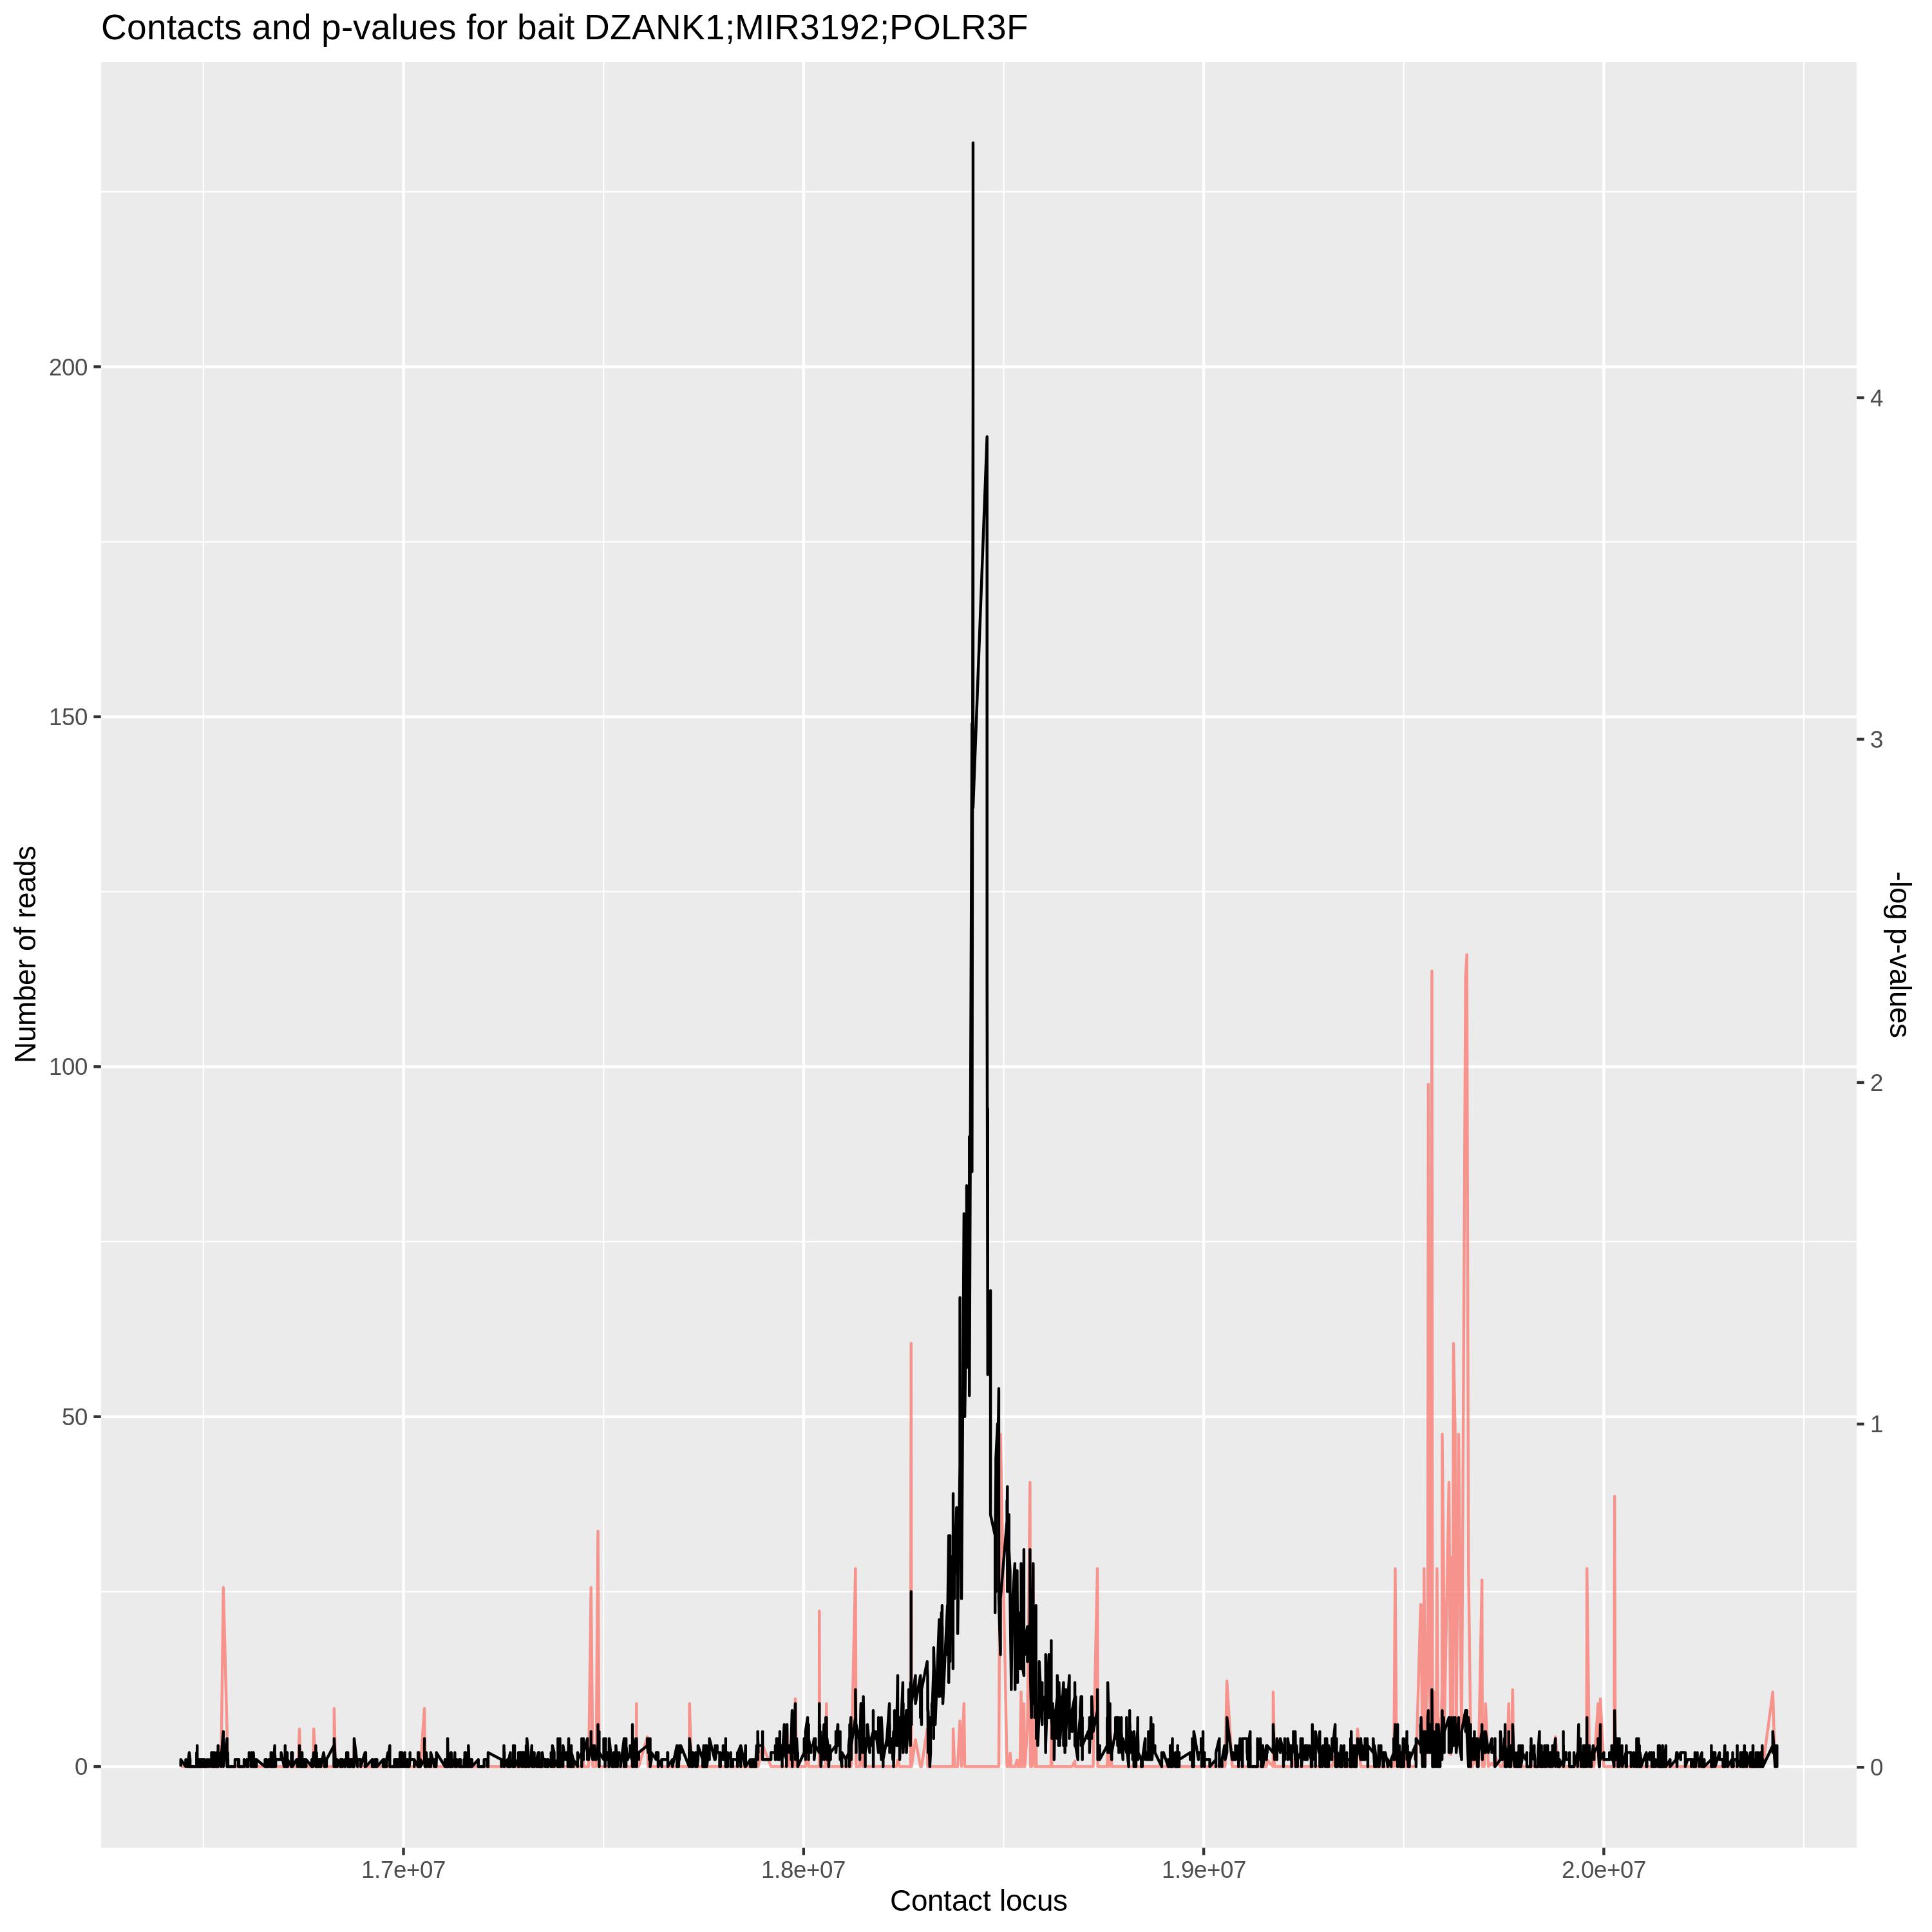 Contacts and p-values for bait DZANK1;MIR3192;POLR3F
Number of reads
200
150
100
50
0
4
3
2
1
0
-log p-values
1.7e+07
1.8e+07
1.9e+07
2.0e+07
Contact locus